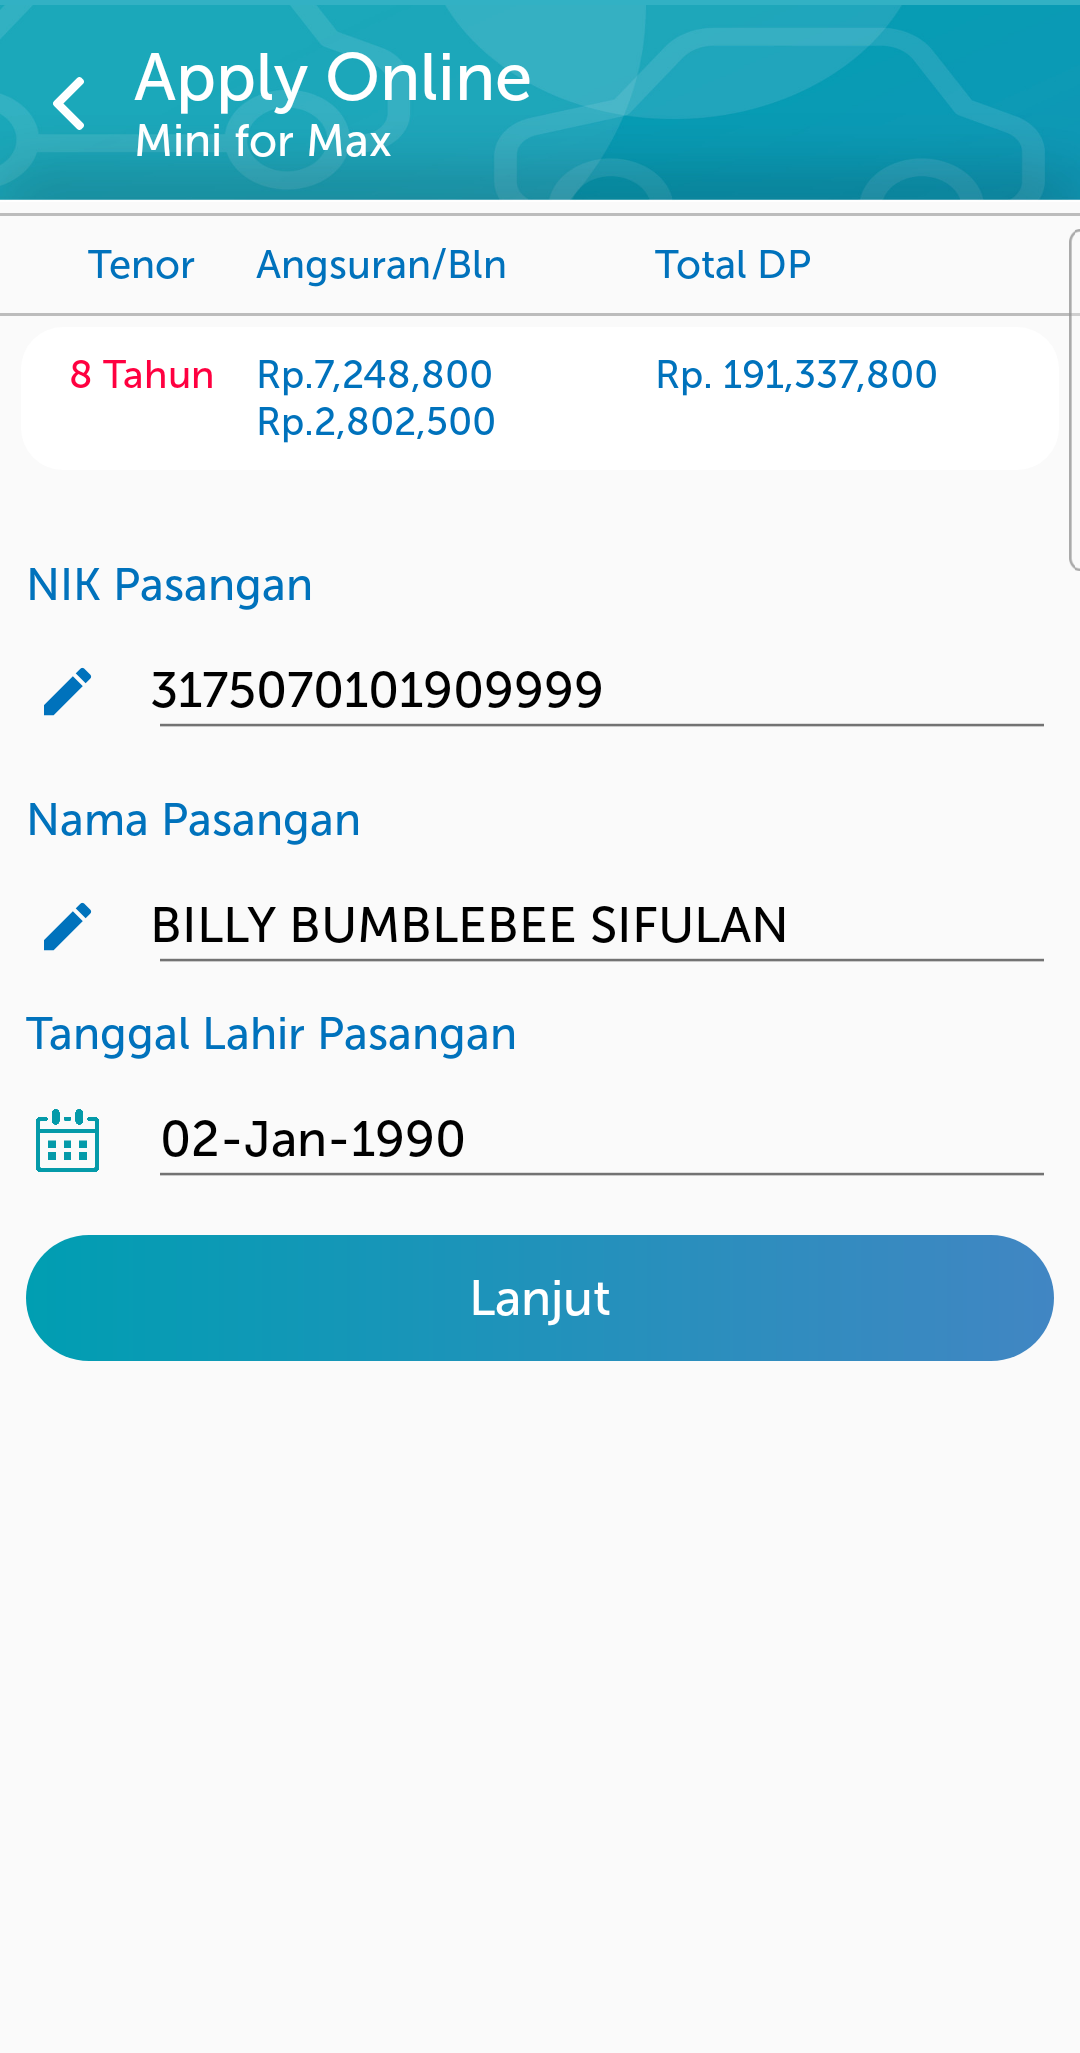 Apply Online
Mini for Max
Tenor Angsuran/Bln Total DP
8 Tahun Rp.7,248,800 Rp. 191,337,800
Rp.2,802,500
NIK Pasangan
3175070101909999
Nama Pasangan
BILLY BUMBLEBEE SIFULAN
Tanggal Lahir Pasangan
02-Jan-1990
Lanjut